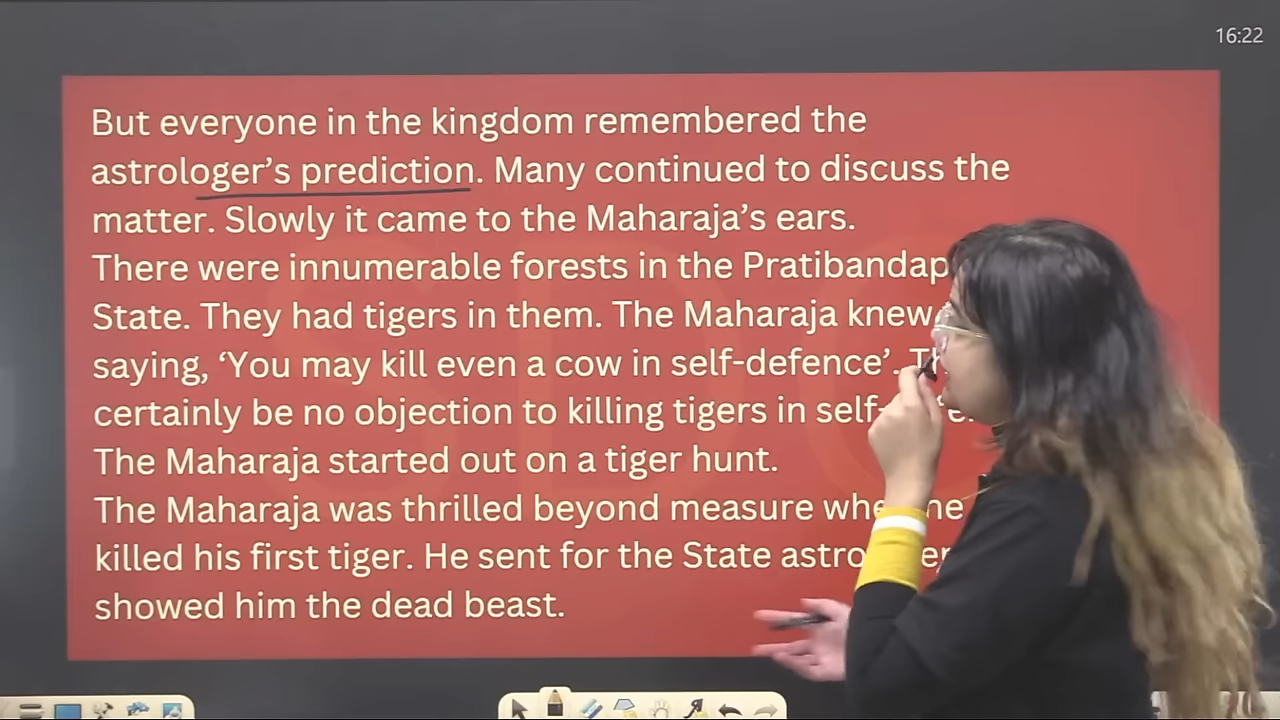 16:22
But everyone in the kingdom remembered the
astrologer’s prediction. Many continued to discuss the
matter. Slowly it came to the Maharaja’s ears.
There were innumerable forests in the
State. They had tigers in them. The Maharaja knew
saying, ‘You may kill even a cow in self-defence’.
certainly be no objection to killing tigers in
The Maharaja started out on a tiger hunt.
The Maharaja was thrilled beyond measure
killed his first tiger. He sent for the State
showed him the dead beast.